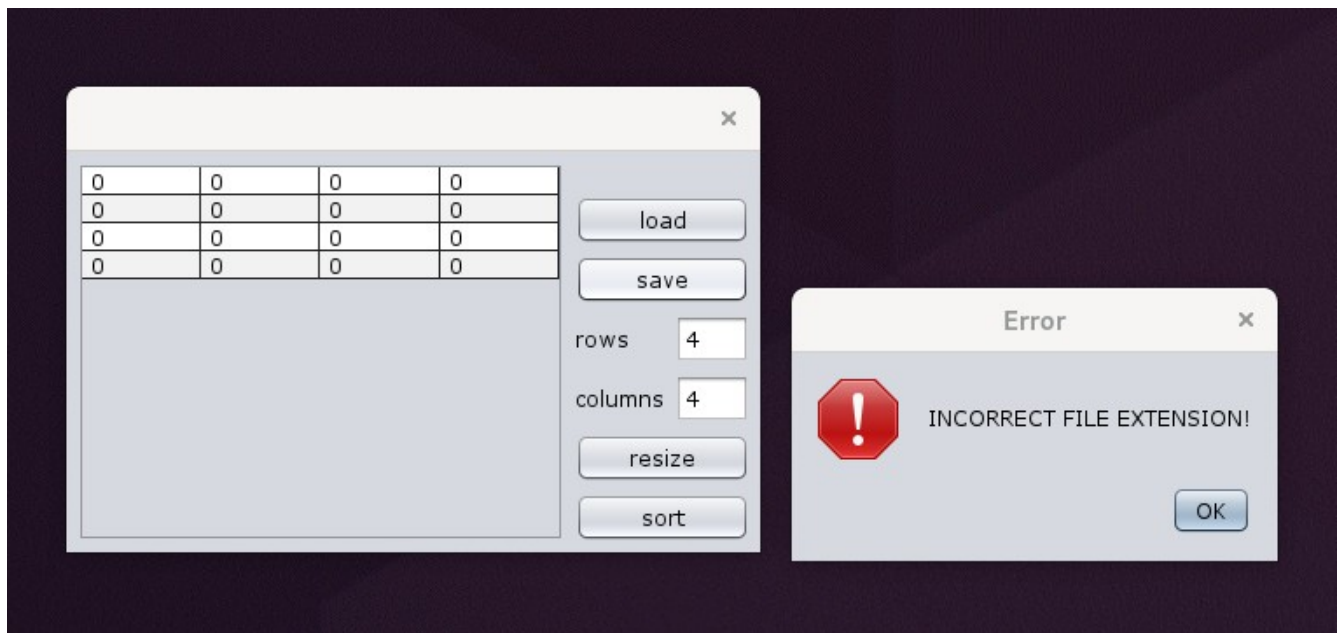 ×
0 0 0 0
0 0 0 0
0 0 0 0
0 0 0 0
load
save
rows 4
columns 4
resize
sort
Error ×
INCORRECT FILE EXTENSION!
OK